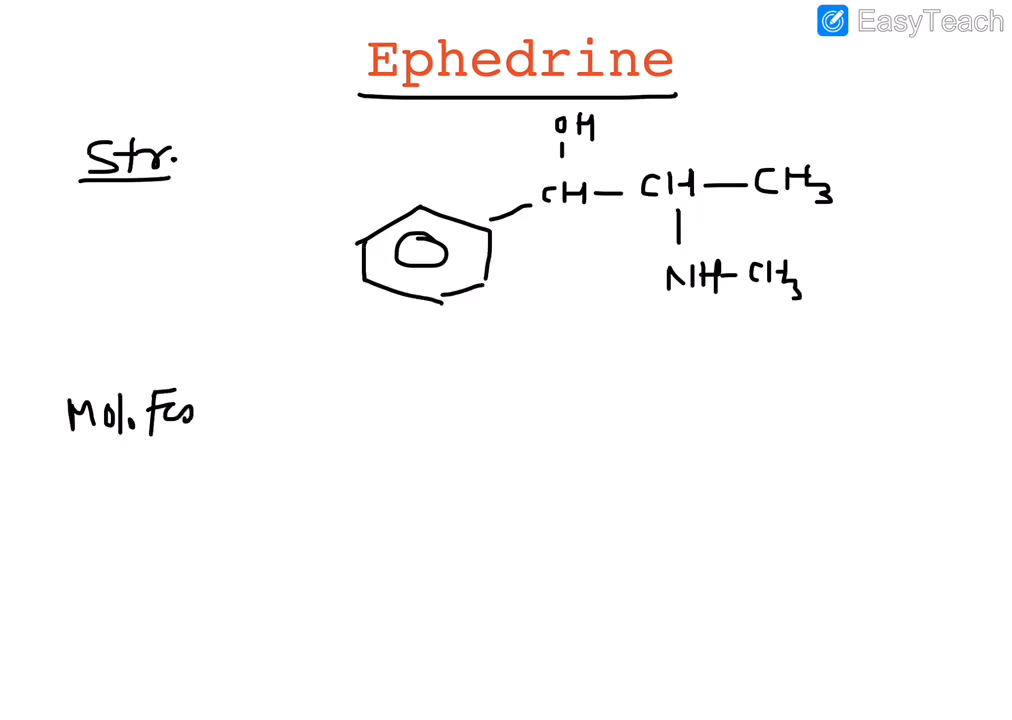 EasyTeach
Ephedrine
Str.
OH
CH — CH — CH3
NH - CH3
Mol. Fo